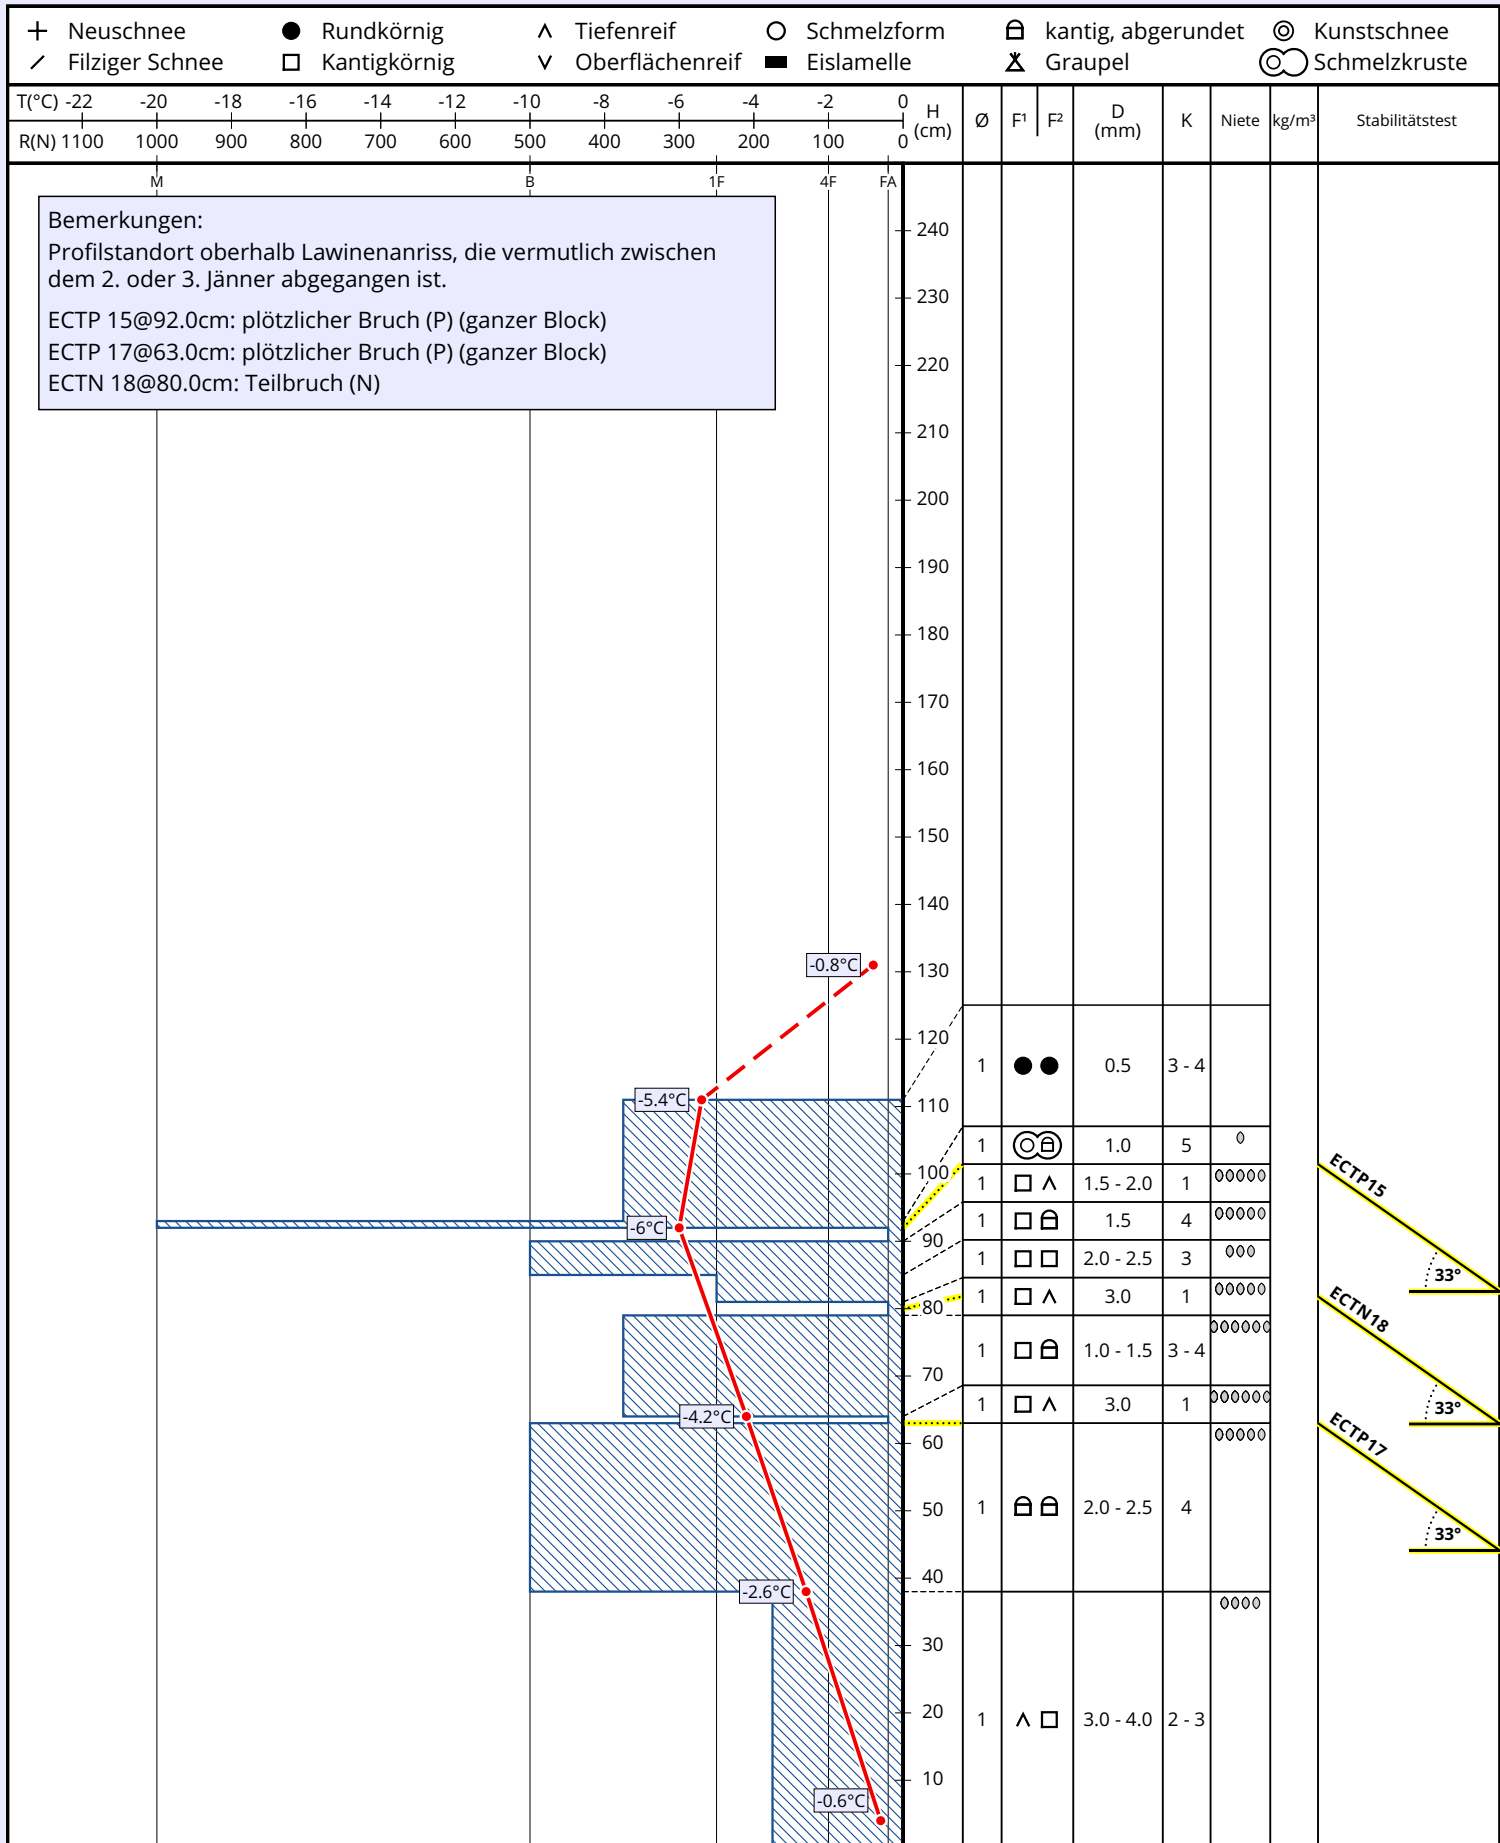 Neuschnee Rundkörnig Tiefenreif Schmelzform kantig, abgerundet Kunstschnee
Filziger Schnee Kantigkörnig Oberflächenreif Eislamelle Graupel Schmelzkruste
T(°C) -22 -20 -18 -16 -14 -12 -10 -8 -6 -4 -2 0
R(N) 1100 1000 900 800 700 600 500 400 300 200 100 0
H (cm) Ø F¹ F² D (mm) K Niete kg/m³ Stabilitätstest
M B 1F 4F FA
Bemerkungen:
Profilstandort oberhalb Lawinenanriss, die vermutlich zwischen
dem 2. oder 3. Jänner abgegangen ist.
ECTP 15@92.0cm: plötzlicher Bruch (P) (ganzer Block)
ECTP 17@63.0cm: plötzlicher Bruch (P) (ganzer Block)
ECTN 18@80.0cm: Teilbruch (N)
240
230
220
210
200
190
180
170
160
150
140
-0.8°C 130
120
1 0.5 3 - 4
-5.4°C 110
1 1.0 5
100
1 1.5 - 2.0 1 ECTP15
1 1.5 4
-6°C 90
1 2.0 - 2.5 3 33°
1 3.0 1
80 ECTN18
1 1.0 - 1.5 3 - 4
70
1 3.0 1 33°
-4.2°C
60 ECTP17
50 1 2.0 - 2.5 4
33°
40
-2.6°C
30
20 1 3.0 - 4.0 2 - 3
10
-0.6°C